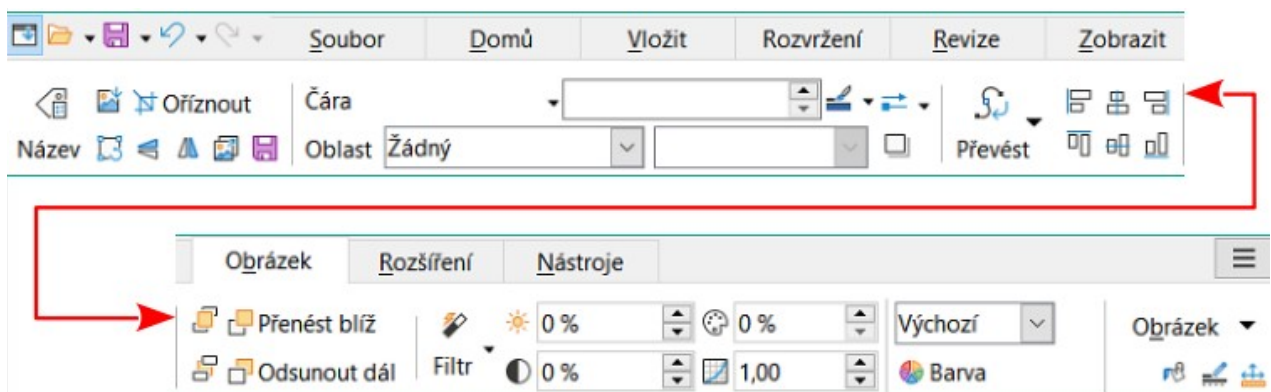 Soubor Domů Vložit Rozvržení Revize Zobrazit
Oříznout Čára
Název Oblast Žádný Převést
Obrázek Rozšíření Nástroje
Přenést blíž 0 % 0 % Výchozí Obrázek
Odsunout dál Filtr 0 % 1,00 Barva